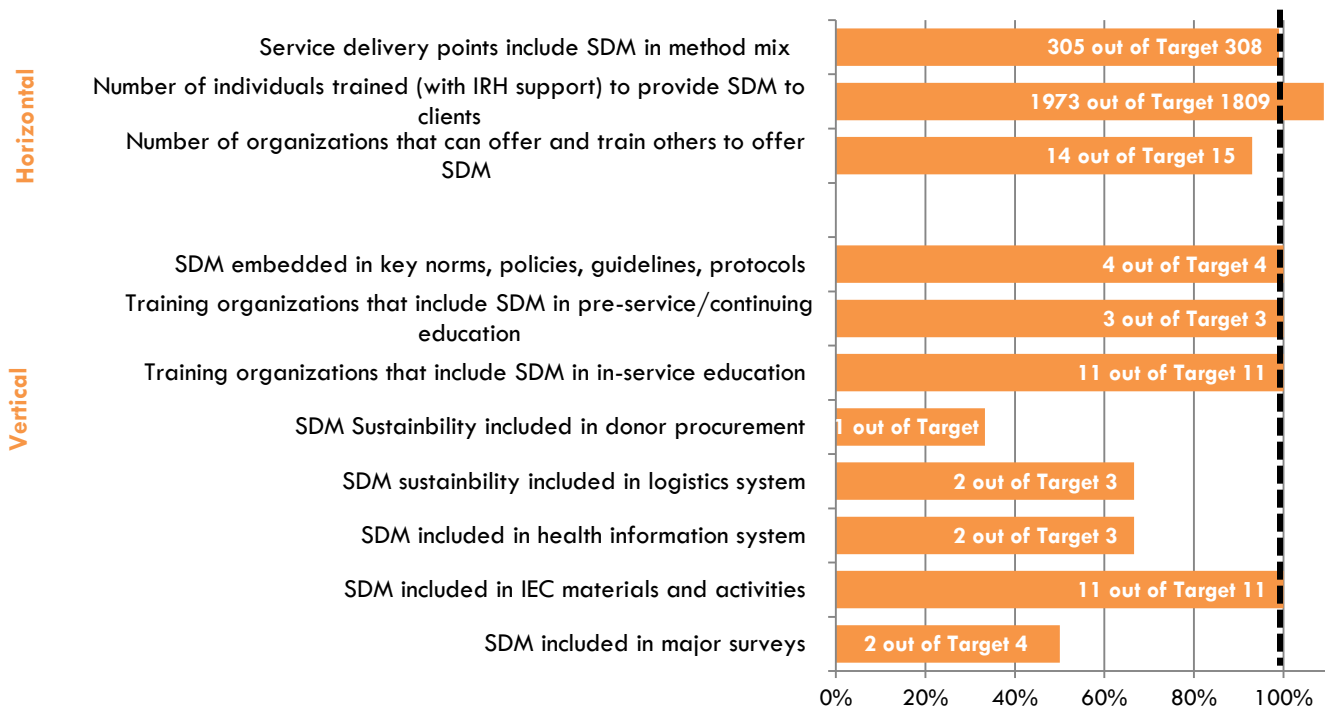 Horizontal
Service delivery points include SDM in method mix
305 out of Target 308
Number of individuals trained (with IRH support) to provide SDM to
clients
1973 out of Target 1809
Number of organizations that can offer and train others to offer
SDM
14 out of Target 15
Vertical
SDM embedded in key norms, policies, guidelines, protocols
4 out of Target 4
Training organizations that include SDM in pre-service/continuing
education
3 out of Target 3
Training organizations that include SDM in in-service education
11 out of Target 11
SDM Sustainbility included in donor procurement
1 out of Target
SDM sustainbility included in logistics system
2 out of Target 3
SDM included in health information system
2 out of Target 3
SDM included in IEC materials and activities
11 out of Target 11
SDM included in major surveys
2 out of Target 4
0% 20% 40% 60% 80% 100%